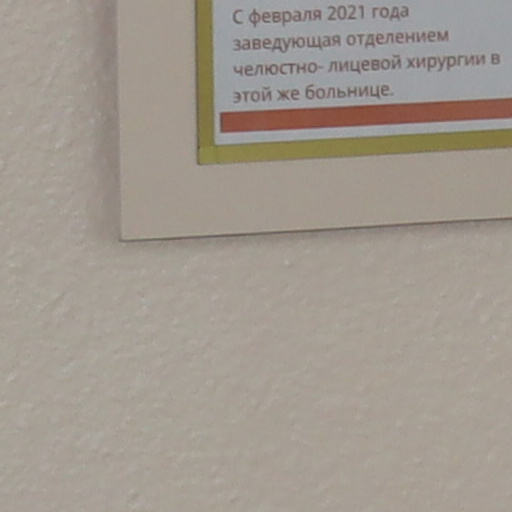 С февраля 2021 года
заведующая отделением
челюстно- лицевой хирургии в
этой же больнице.